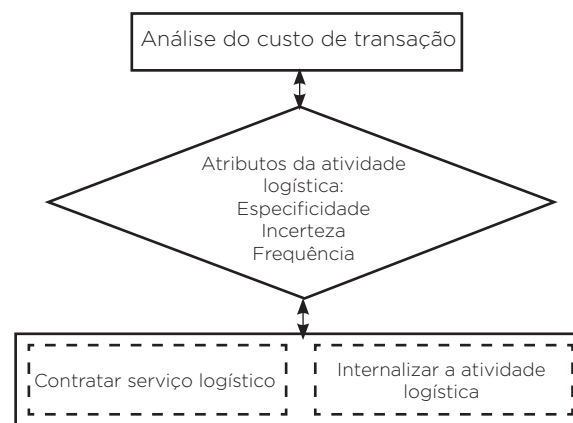 Análise do custo de transação
Atributos da atividade
logística:
Especificidade
Incerteza
Frequência
Contratar serviço logístico
Internalizar a atividade
logística